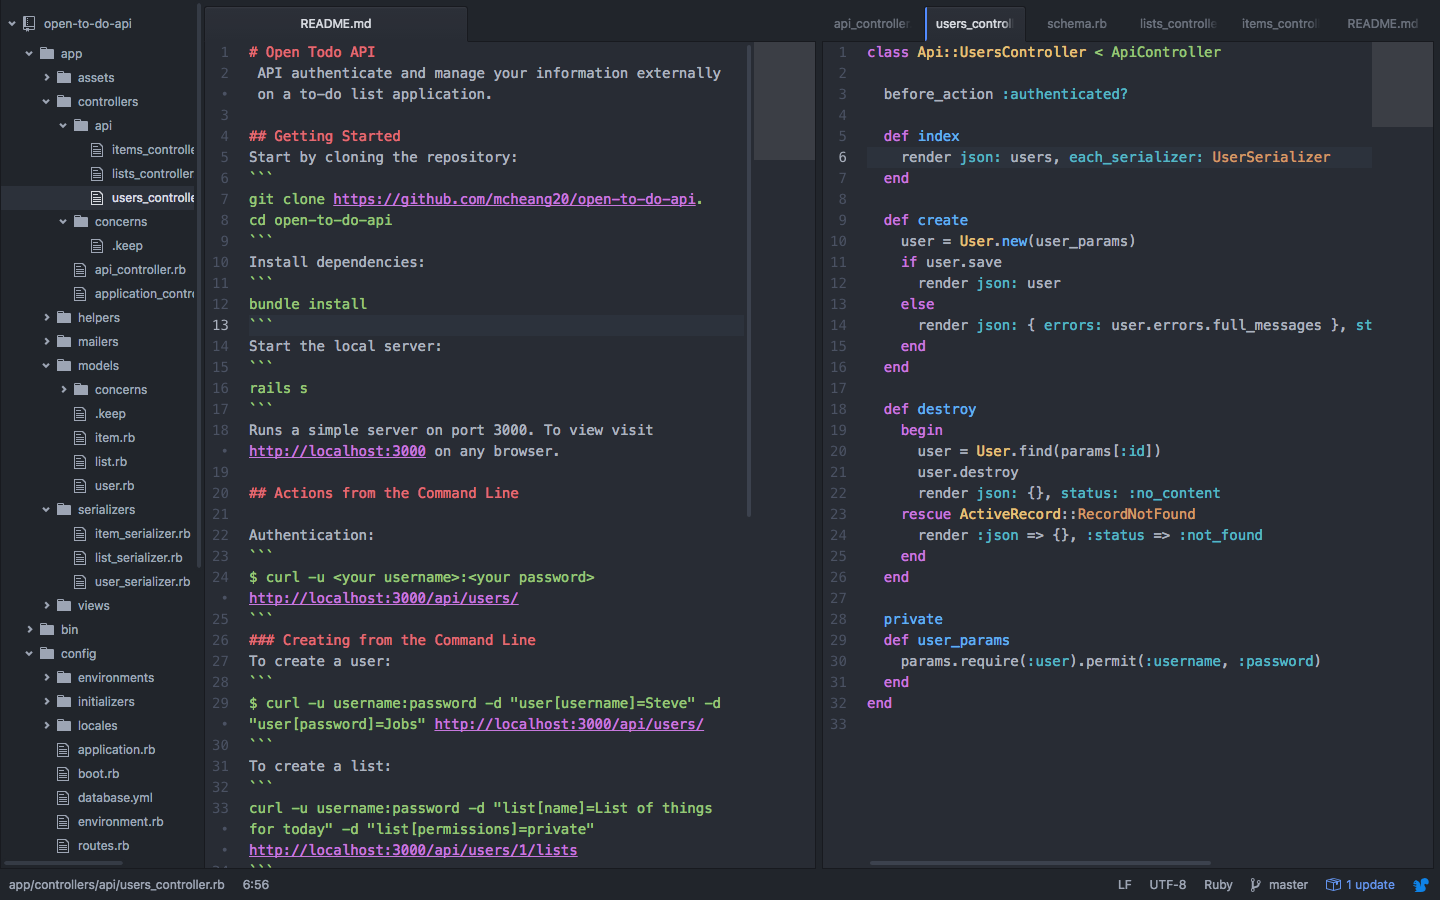 open-to-do-api
app
assets
controllers
api
items_controlle
lists_controller
users_controlle
concerns
.keep
api_controller.rb
application_contr
helpers
mailers
models
concerns
.keep
item.rb
list.rb
user.rb
serializers
item_serializer.rb
list_serializer.rb
user_serializer.rb
views
bin
config
environments
initializers
locales
application.rb
boot.rb
database.yml
environment.rb
routes.rb
README.md
1 # Open Todo API
2 API authenticate and manage your information externally
• on a to-do list application.
3
4 ## Getting Started
5 Start by cloning the repository:
6 ```
7 git clone https://github.com/mcheang20/open-to-do-api.
8 cd open-to-do-api
9 ```
10 Install dependencies:
11 ```
12 bundle install
13 ```
14 Start the local server:
15 ```
16 rails s
17 ```
18 Runs a simple server on port 3000. To view visit
• http://localhost:3000 on any browser.
19
20 ## Actions from the Command Line
21
22 Authentication:
23 ```
24 $ curl -u <your username>:<your password>
• http://localhost:3000/api/users/
25 ```
26 ### Creating from the Command Line
27 To create a user:
28 ```
29 $ curl -u username:password -d "user[username]=Steve" -d
• "user[password]=Jobs" http://localhost:3000/api/users/
30 ```
31 To create a list:
32 ```
33 curl -u username:password -d "list[name]=List of things
• for today" -d "list[permissions]=private"
• http://localhost:3000/api/users/1/lists
```
api_controller users_control schema.rb lists_controlle items_control README.md
1 class Api::UsersController < ApiController
2
3 before_action :authenticated?
4
5 def index
6 render json: users, each_serializer: UserSerializer
7 end
8
9 def create
10 user = User.new(user_params)
11 if user.save
12 render json: user
13 else
14 render json: { errors: user.errors.full_messages }, st
15 end
16 end
17
18 def destroy
19 begin
20 user = User.find(params[:id])
21 user.destroy
22 render json: {}, status: :no_content
23 rescue ActiveRecord::RecordNotFound
24 render :json => {}, :status => :not_found
25 end
26 end
27
28 private
29 def user_params
30 params.require(:user).permit(:username, :password)
31 end
32 end
33
app/controllers/api/users_controller.rb 6:56 LF UTF-8 Ruby master 1 update